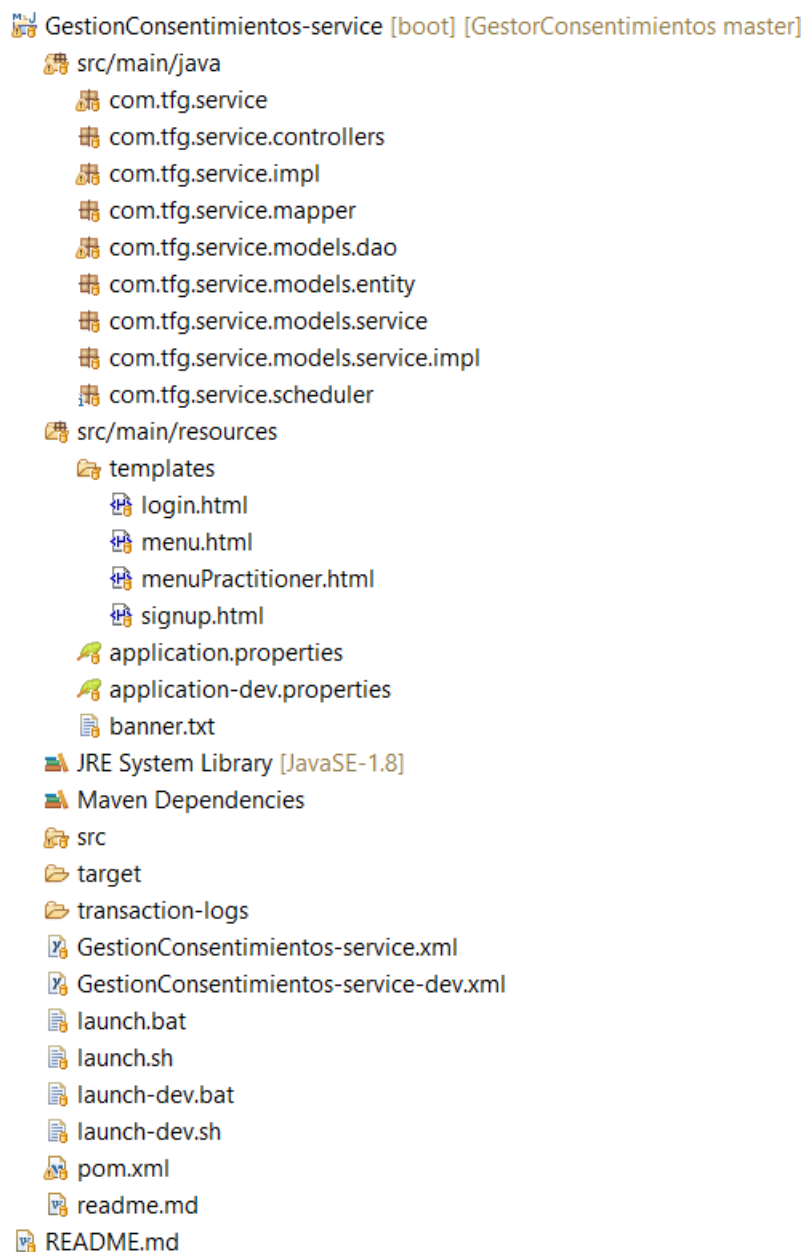 GestionConsentimientos-service [boot] [GestorConsentimientos master]
src/main/java
com.tfg.service
com.tfg.service.controllers
com.tfg.service.impl
com.tfg.service.mapper
com.tfg.service.models.dao
com.tfg.service.models.entity
com.tfg.service.models.service
com.tfg.service.models.service.impl
com.tfg.service.scheduler
src/main/resources
templates
login.html
menu.html
menuPractitioner.html
signup.html
application.properties
application-dev.properties
banner.txt
JRE System Library [JavaSE-1.8]
Maven Dependencies
src
target
transaction-logs
GestionConsentimientos-service.xml
GestionConsentimientos-service-dev.xml
launch.bat
launch.sh
launch-dev.bat
launch-dev.sh
pom.xml
readme.md
README.md